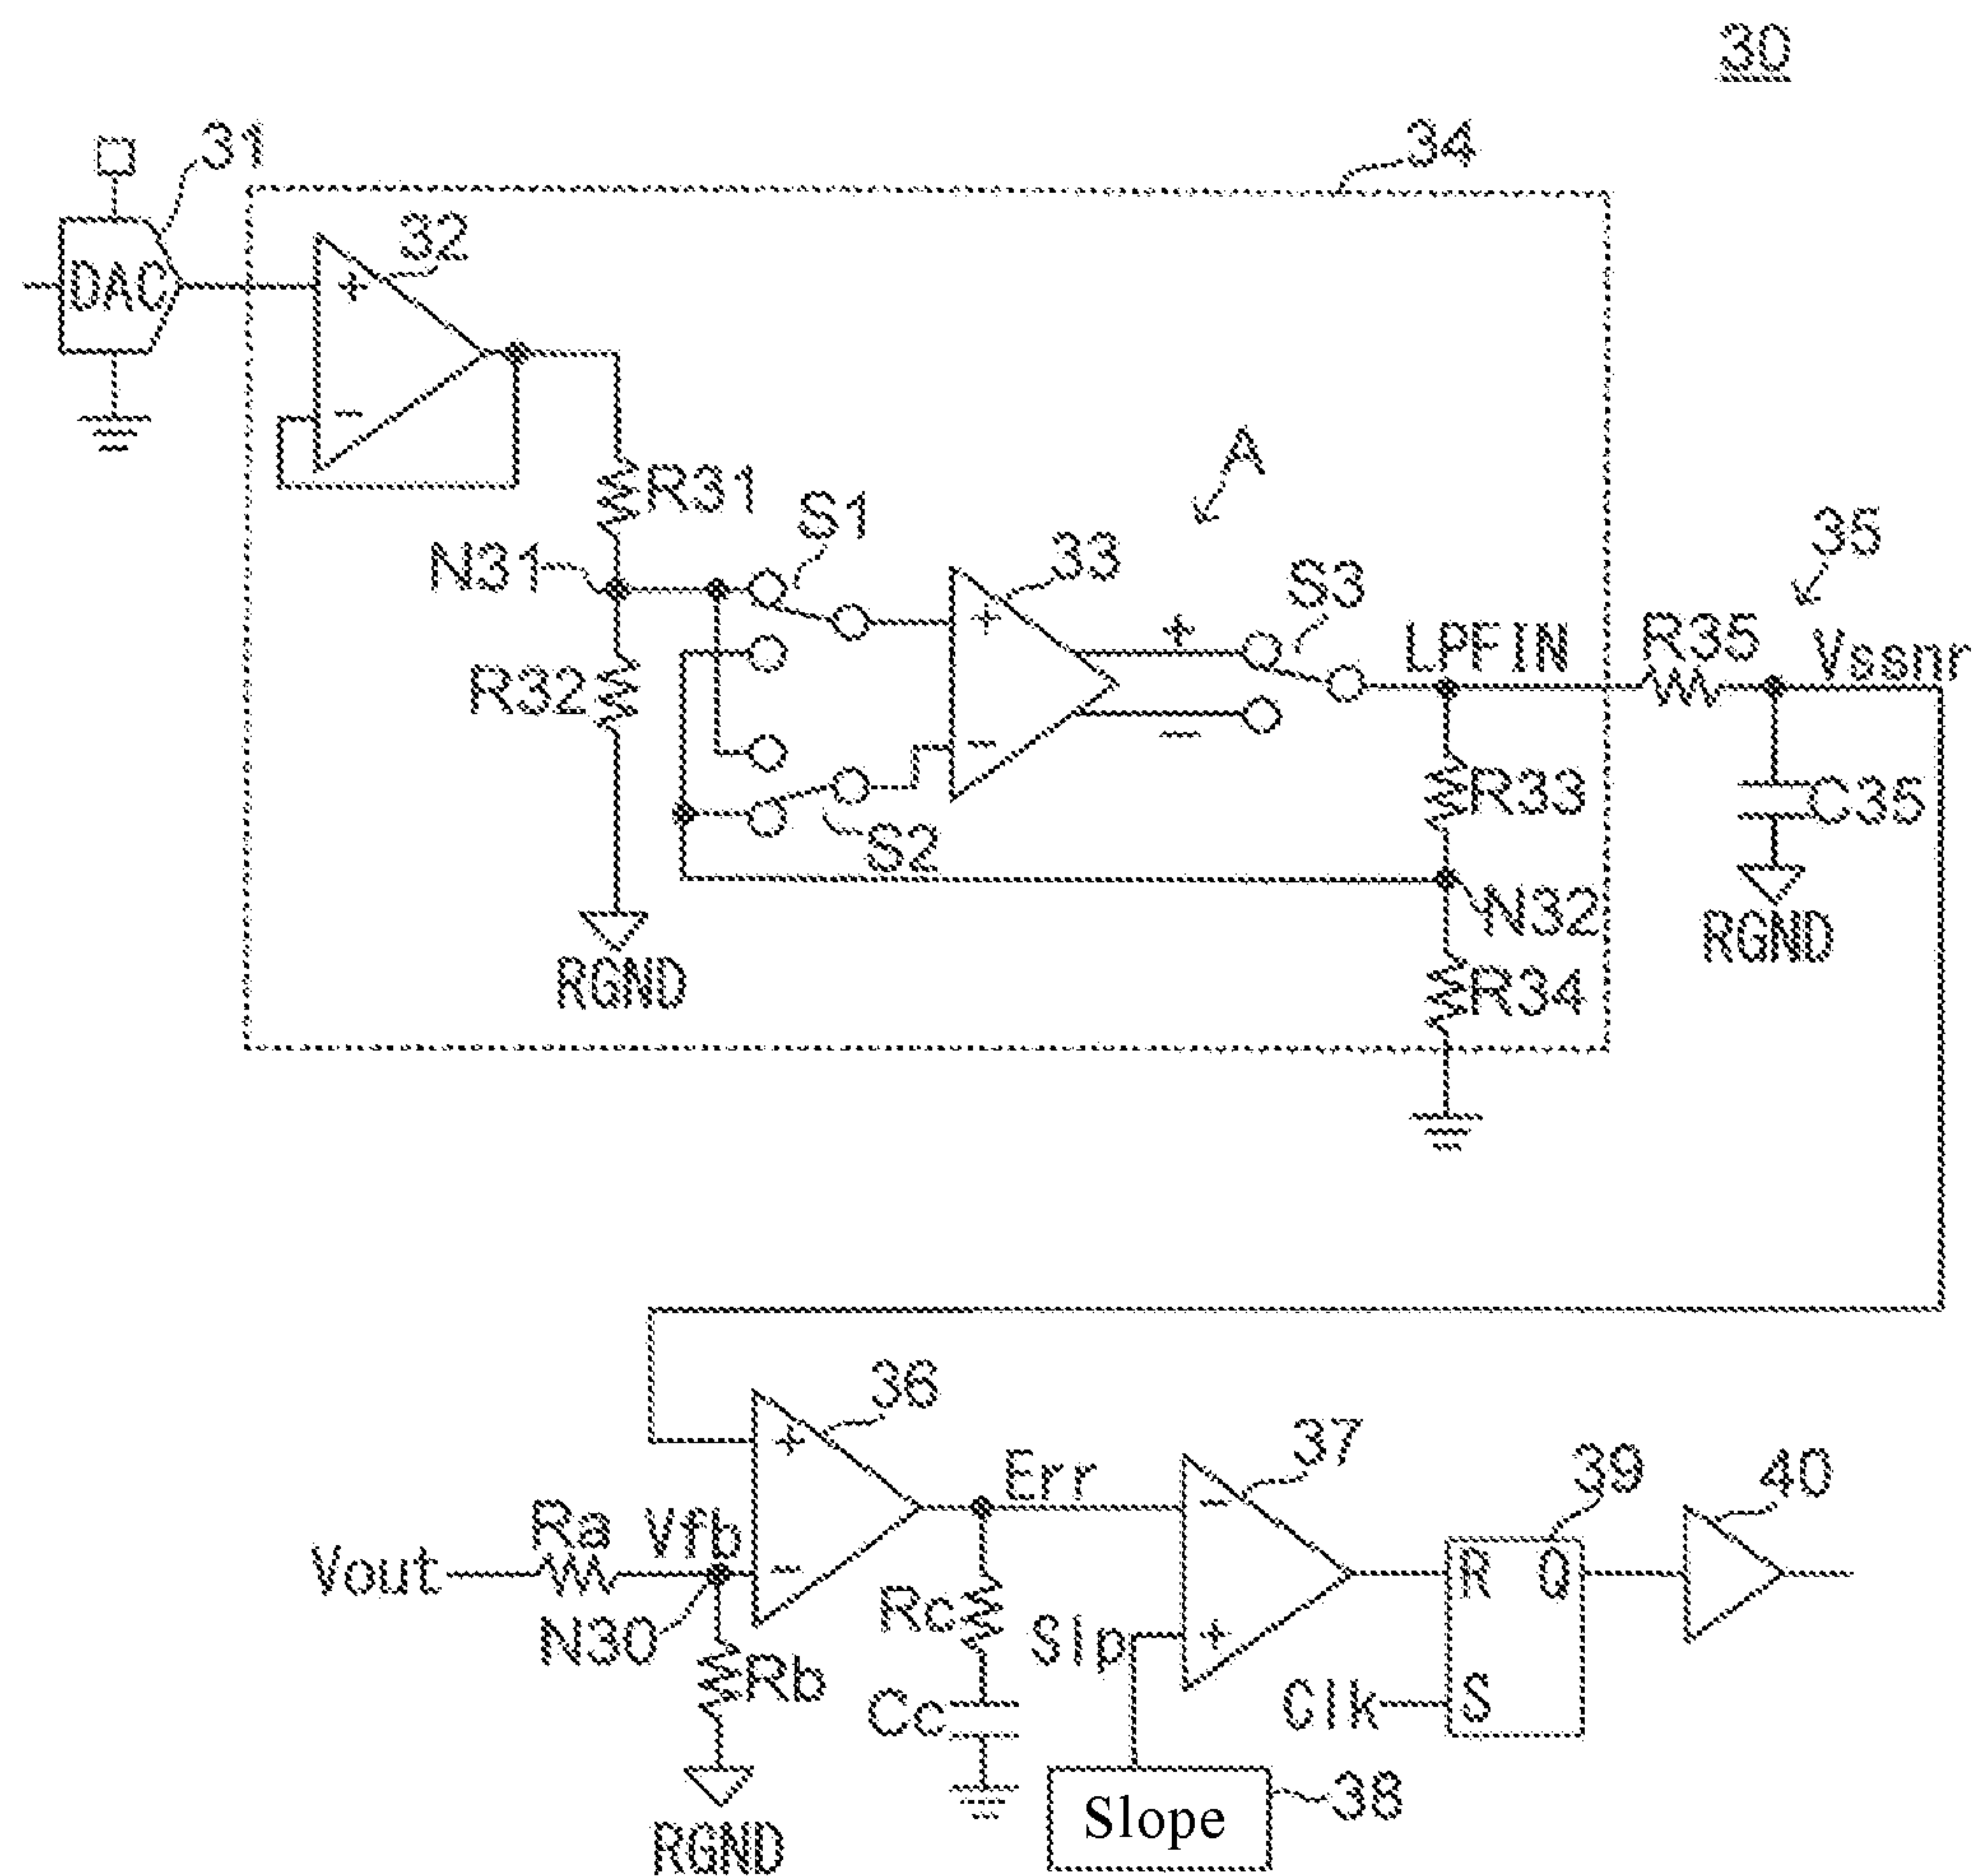 30
31
34
DAC
+
32
−
R31
A
S1
35
N31
33
S3
+
+
LPFIN
R35
Vssnr
R32
−
−
R33
C35
S2
N32
RGND
RGND
R34
36
+
37
Err
39
40
Ra
Vfb
−
Vout
−
R
Q
Rc
N30
Slp
+
Rb
Clk
S
Cc
Slope
38
RGND